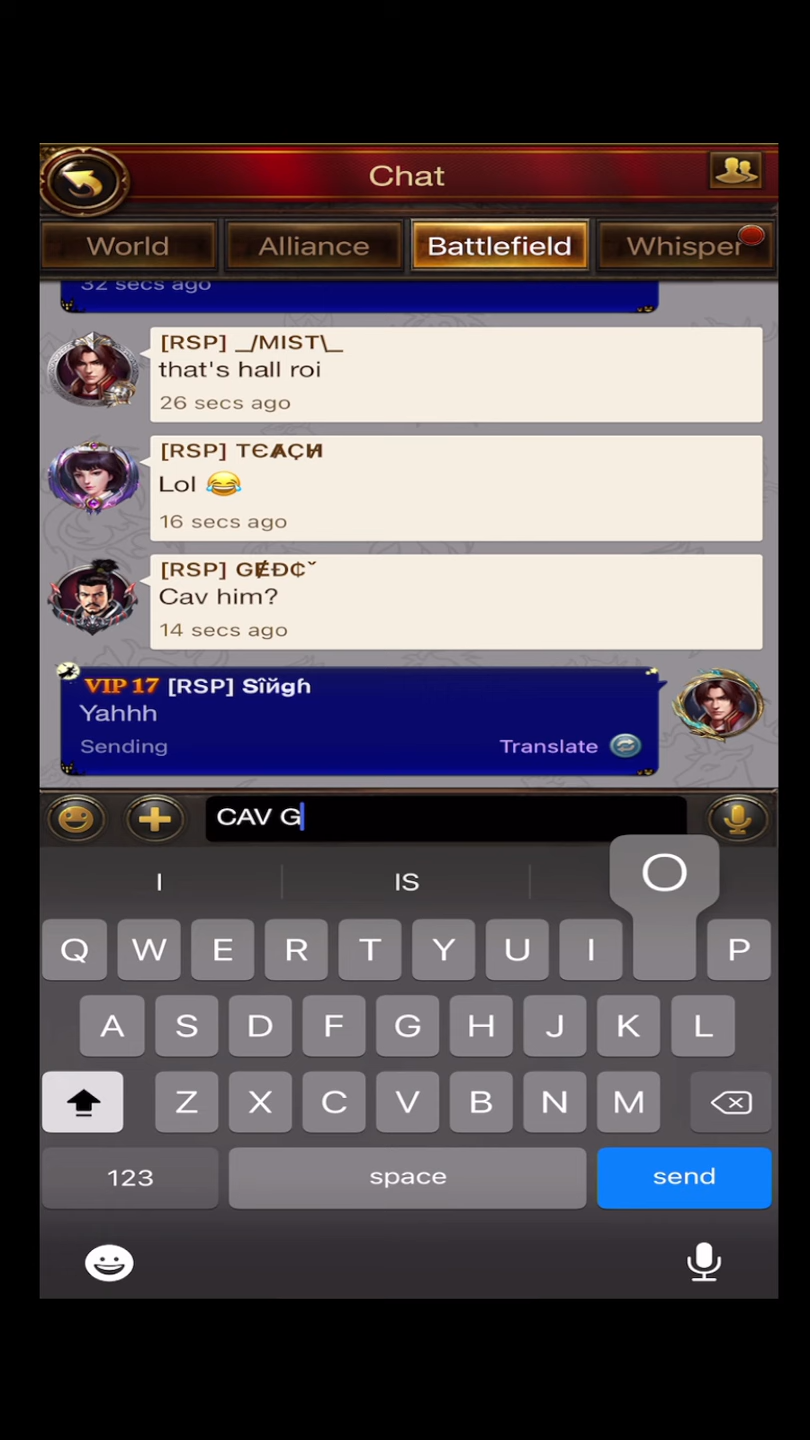 Chat
World Alliance Battlefield Whisper
32 secs ago
[RSP] _/MIST\_
that's hall roi
26 secs ago
[RSP] TЄȺÇĦ
Lol 😂
16 secs ago
[RSP] GɆĐ₵ˇ
Cav him?
14 secs ago
VIP 17 [RSP] Sîйgɦ
Yahhh
Sending Translate
CAV G
I IS
O
Q W E R T Y U I P
A S D F G H J K L
Z X C V B N M
123 space send